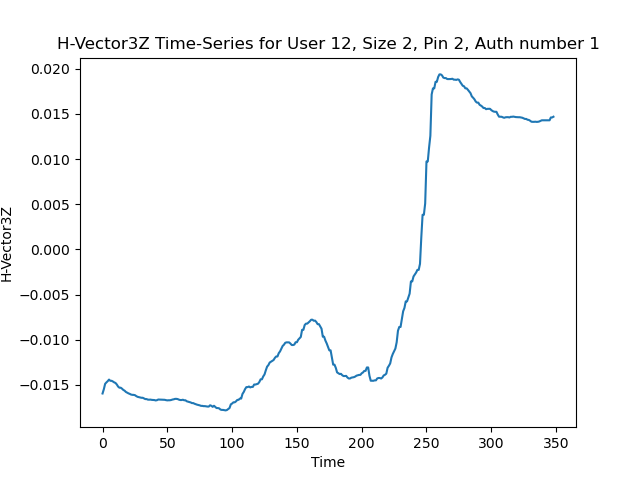 H-Vector3Z Time-Series for User 12, Size 2, Pin 2, Auth number 1
H-Vector3Z
0.020
0.015
0.010
0.005
0.000
−0.005
−0.010
−0.015
0 50 100 150 200 250 300 350
Time